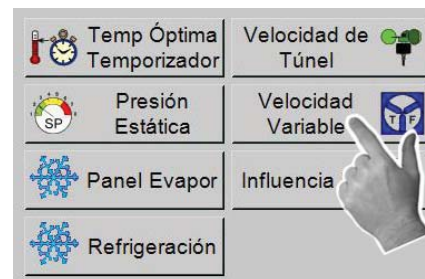 Temp Óptima
Temporizador
Velocidad de
Túnel
SP
Presión
Estática
Velocidad
Variable
T F
Panel Evapor
Influencia
Refrigeración